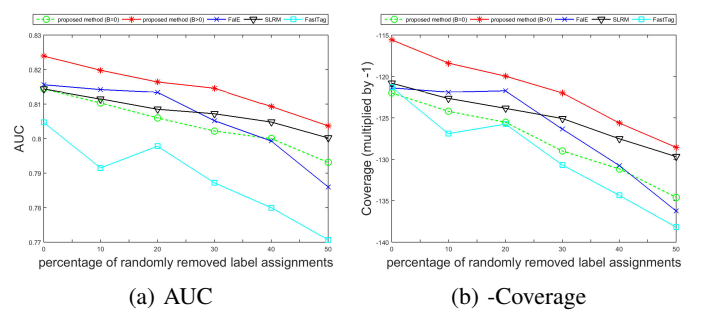 proposed method (B=0) proposed method (B>0) FalE SLRM FastTag
0.83
0.82
0.81
0.8
0.79
0.78
0.77
AUC
0 10 20 30 40 50
percentage of randomly removed label assignments
(a) AUC
proposed method (B=0) proposed method (B>0) FalE SLRM FastTag
-115
-120
-125
-130
-135
-140
Coverage (multiplied by -1)
0 10 20 30 40 50
percentage of randomly removed label assignments
(b) -Coverage